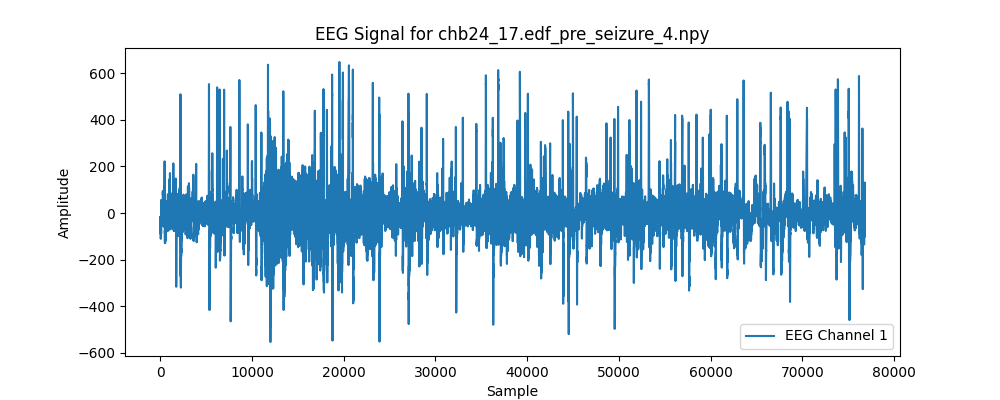 EEG Signal for chb24_17.edf_pre_seizure_4.npy
600
400
200
0
−200
−400
−600
Amplitude
EEG Channel 1
0 10000 20000 30000 40000 50000 60000 70000 80000
Sample